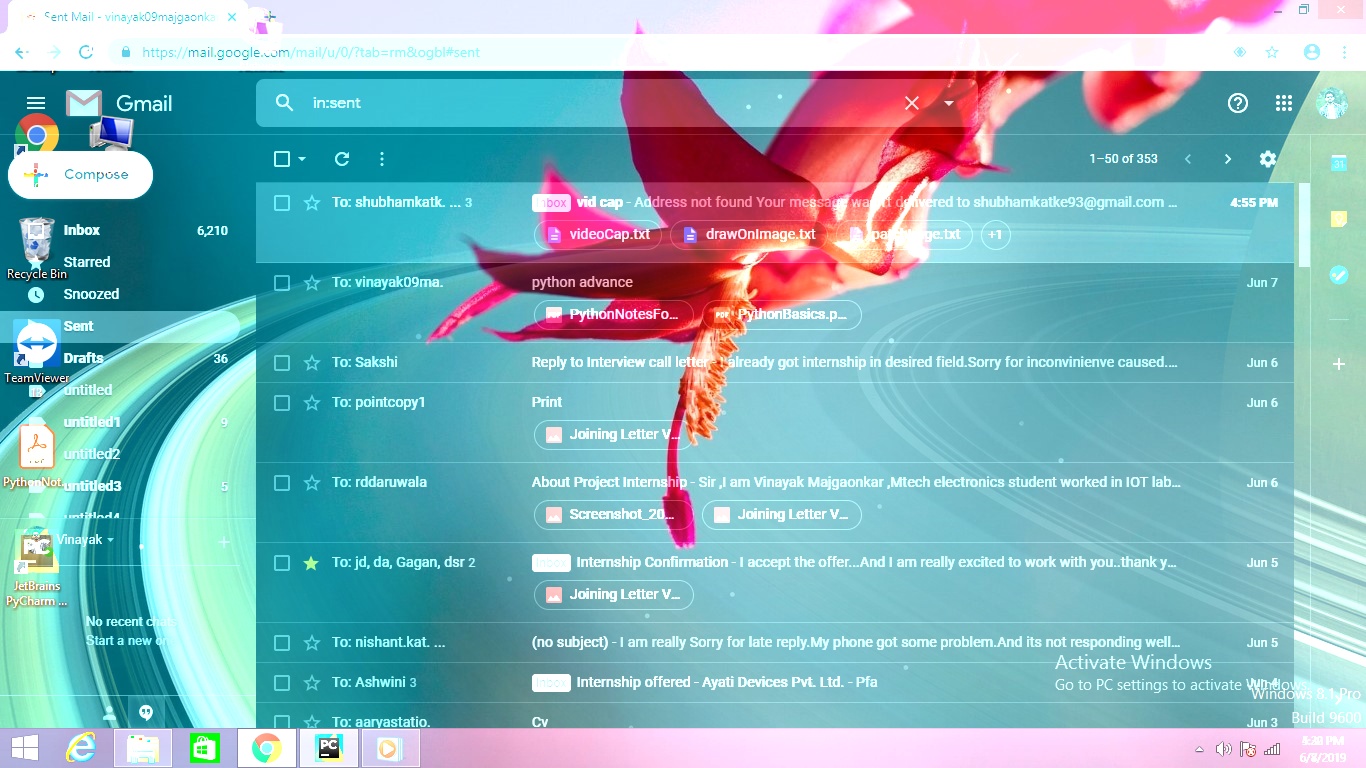 Sent Mail - vinayak09majgaonka
https://mail.google.com/mail/u/0/?tab=rm&ogbl#sent
Gmail
in:sent
Compose
1–50 of 353
Inbox 6,210
Starred
Snoozed
Sent
Drafts 36
untitled
untitled1 9
untitled2
untitled3 5
untitled4
Vinayak
No recent chats
Start a new
Recycle Bin
TeamViewer
PDF
PythonNot...
PC
JetBrains
PyCharm ...
To: shubhamkatk. ... 3 Inbox vid cap - Address not found Your message wasn't delivered to shubhamkatke93@gmail.com ... 4:55 PM
videoCap.txt drawOnImage.txt +1
To: vinayak09ma. python advance Jun 7
PDF PythonNotesFo... PDF PythonBasics.p...
To: Sakshi Reply to Interview call letter - I already got internship in desired field.Sorry for inconvinienve caused.... Jun 6
To: pointcopy1 Print Jun 6
Joining Letter V...
To: rddaruwala About Project Internship - Sir ,I am Vinayak Majgaonkar ,Mtech electronics student worked in IOT lab... Jun 6
Screenshot_20... Joining Letter V...
To: jd, da, Gagan, dsr 2 Inbox Internship Confirmation - I accept the offer...And I am really excited to work with you..thank y... Jun 5
Joining Letter V...
To: nishant.kat. ... (no subject) - I am really Sorry for late reply.My phone got some problem.And its not responding well... Jun 5
To: Ashwini 3 Inbox Internship offered - Ayati Devices Pvt. Ltd. - Pfa Jun 4
To: aaryastatio. Cv Jun 3
31
Activate Windows
Go to PC settings to activate Windows.
Windows 8.1 Pro
Build 9600
PC
PM
6/8/2019